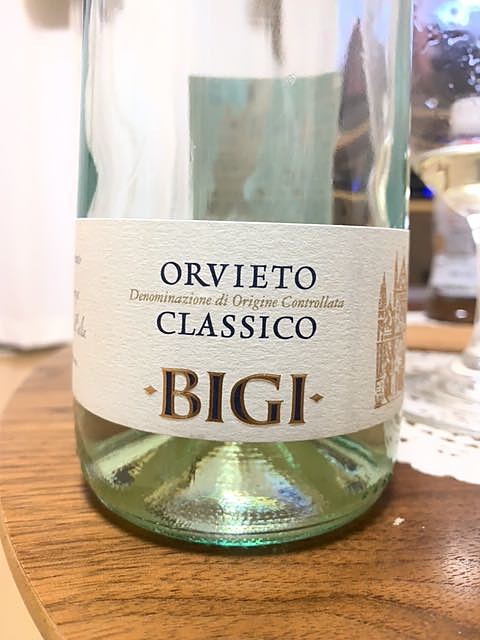 ORVIETO
Denominazione di Origine Controllata
CLASSICO
BIGI